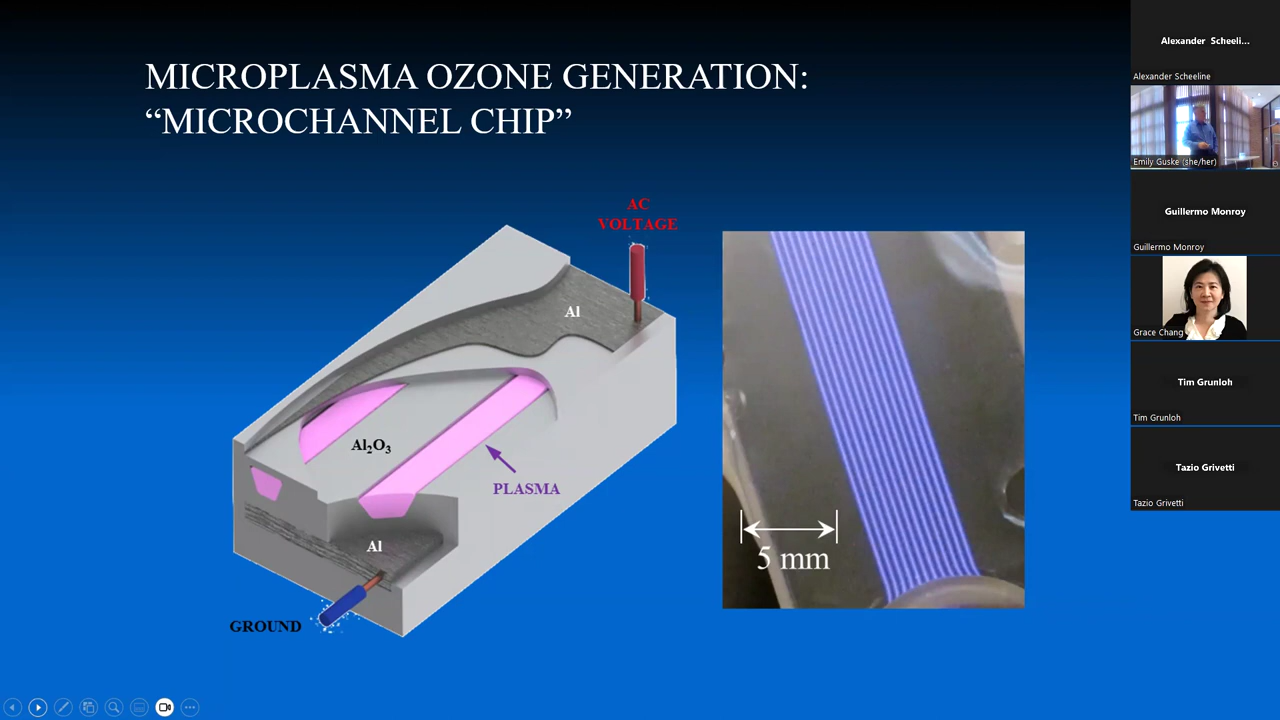 MICROPLASMA OZONE GENERATION:
“MICROCHANNEL CHIP”
AC
VOLTAGE
Al
Al₂O₃
PLASMA
Al
GROUND
5 mm
Alexander Scheeli...
Alexander Scheeline
Emily Guske (she/her)
Guillermo Monroy
Guillermo Monroy
Grace Chang
Tim Grunloh
Tim Grunloh
Tazio Grivetti
Tazio Grivetti